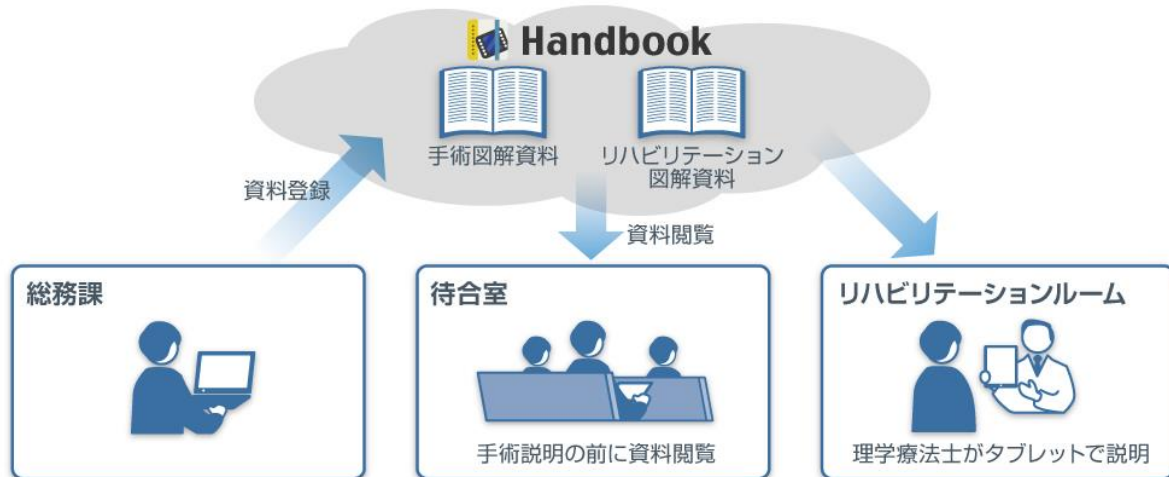 Handbook
手術図解資料
リハビリテーション
図解資料
資料登録
資料閲覧
総務課
待合室
手術説明の前に資料閲覧
リハビリテーションルーム
理学療法士がタブレットで説明